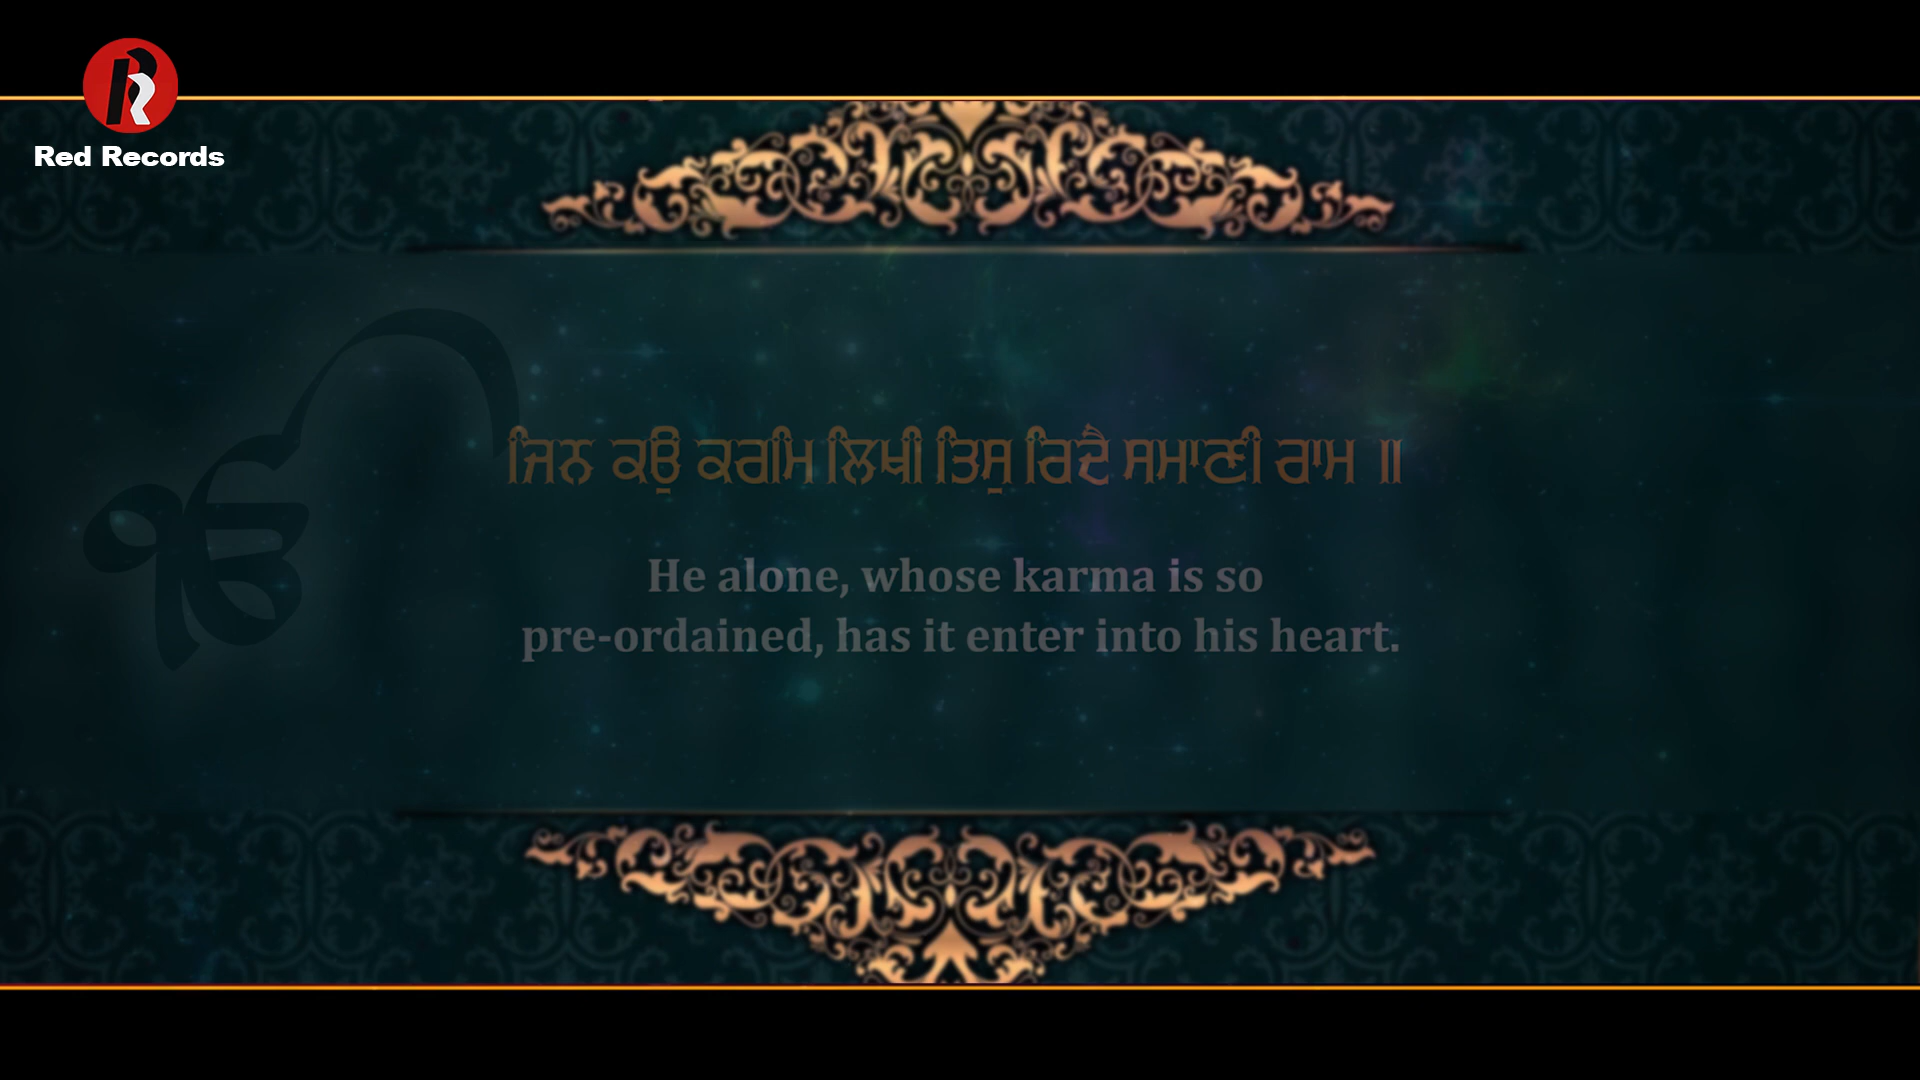 Red Records
ਜਿਨ ਕਉ ਕਰਮਿ ਲਿਖੀ ਤਿਸੁ ਰਿਦੈ ਸਮਾਣੀ ਰਾਮ ॥
He alone, whose karma is so
pre-ordained, has it enter into his heart.
ੴ